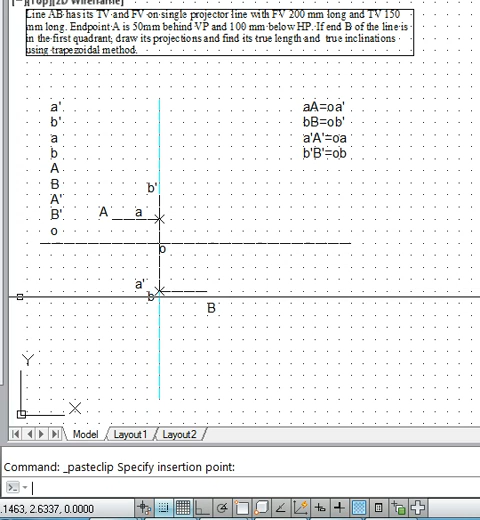 [-][Top][2D Wireframe]
Line AB has its TV and FV on single projector line with FV 200 mm long and TV 150
mm long. Endpoint A is 50mm behind VP and 100 mm below HP. If end B of the line is
in the first quadrant, draw its projections and find its true length and true inclinations
using trapezoidal method.
a'
b'
a
b
A
B
A'
B'
o
aA=oa'
bB=ob'
a'A'=oa
b'B'=ob
b'
A
a
o
a'
b
B
Y
X
Model
Layout1
Layout2
Command: _pasteclip Specify insertion point:
.1463, 2.6337, 0.0000